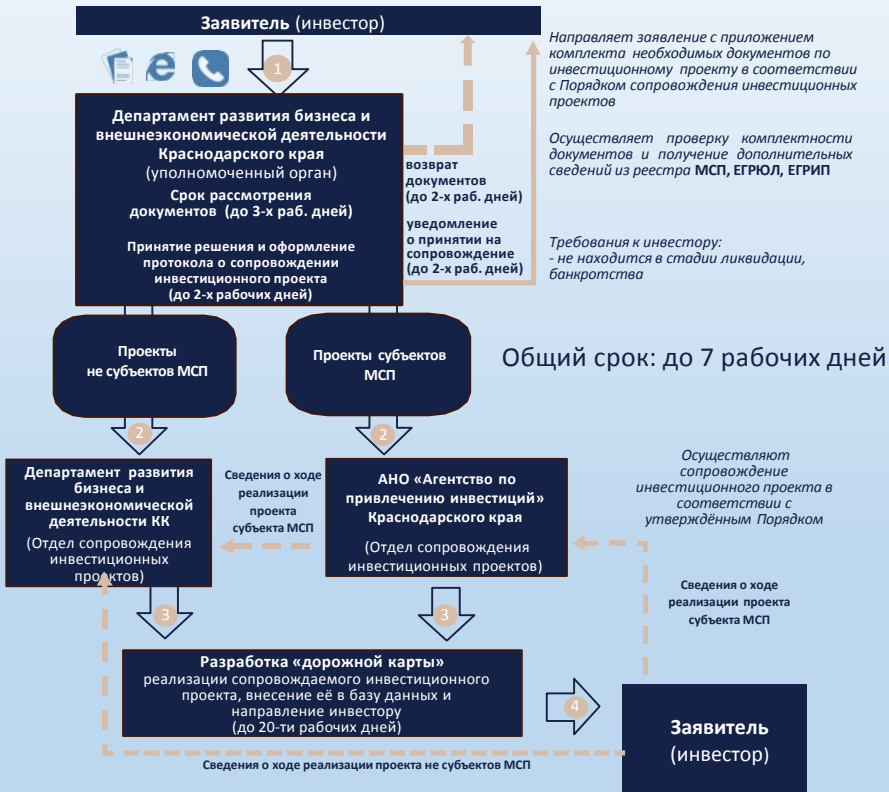 Заявитель (инвестор)
1
Направляет заявление с приложением
комплекта необходимых документов по
инвестиционному проекту в соответствии
с Порядком сопровождения инвестиционных
проектов
Департамент развития бизнеса и
внешнеэкономической деятельности
Краснодарского края
(уполномоченный орган)
Срок рассмотрения
документов (до 3-х раб. дней)
Принятие решения и оформление
протокола о сопровождении
инвестиционного проекта
(до 2-х рабочих дней)
возврат
документов
(до 2-х раб. дней)
уведомление
о принятии на
сопровождение
(до 2-х раб. дней)
Осуществляет проверку комплектности
документов и получение дополнительных
сведений из реестра МСП, ЕГРЮЛ, ЕГРИП
Требования к инвестору:
- не находится в стадии ликвидации,
банкротства
Проекты
не субъектов МСП
Проекты субъектов
МСП
Общий срок: до 7 рабочих дней
2
2
Департамент развития
бизнеса и
внешнеэкономической
деятельности КК
(Отдел сопровождения
инвестиционных
проектов)
Сведения о ходе
реализации
проекта
субъекта МСП
АНО «Агентство по
привлечению инвестиций»
Краснодарского края
(Отдел сопровождения
инвестиционных проектов)
Осуществляют
сопровождение
инвестиционного проекта в
соответствии с
утверждённым Порядком
Сведения о ходе
реализации проекта
субъекта МСП
3
3
Разработка «дорожной карты»
реализации сопровождаемого инвестиционного
проекта, внесение её в базу данных и
направление инвестору
(до 20-ти рабочих дней)
4
Заявитель
(инвестор)
Сведения о ходе реализации проекта не субъектов МСП